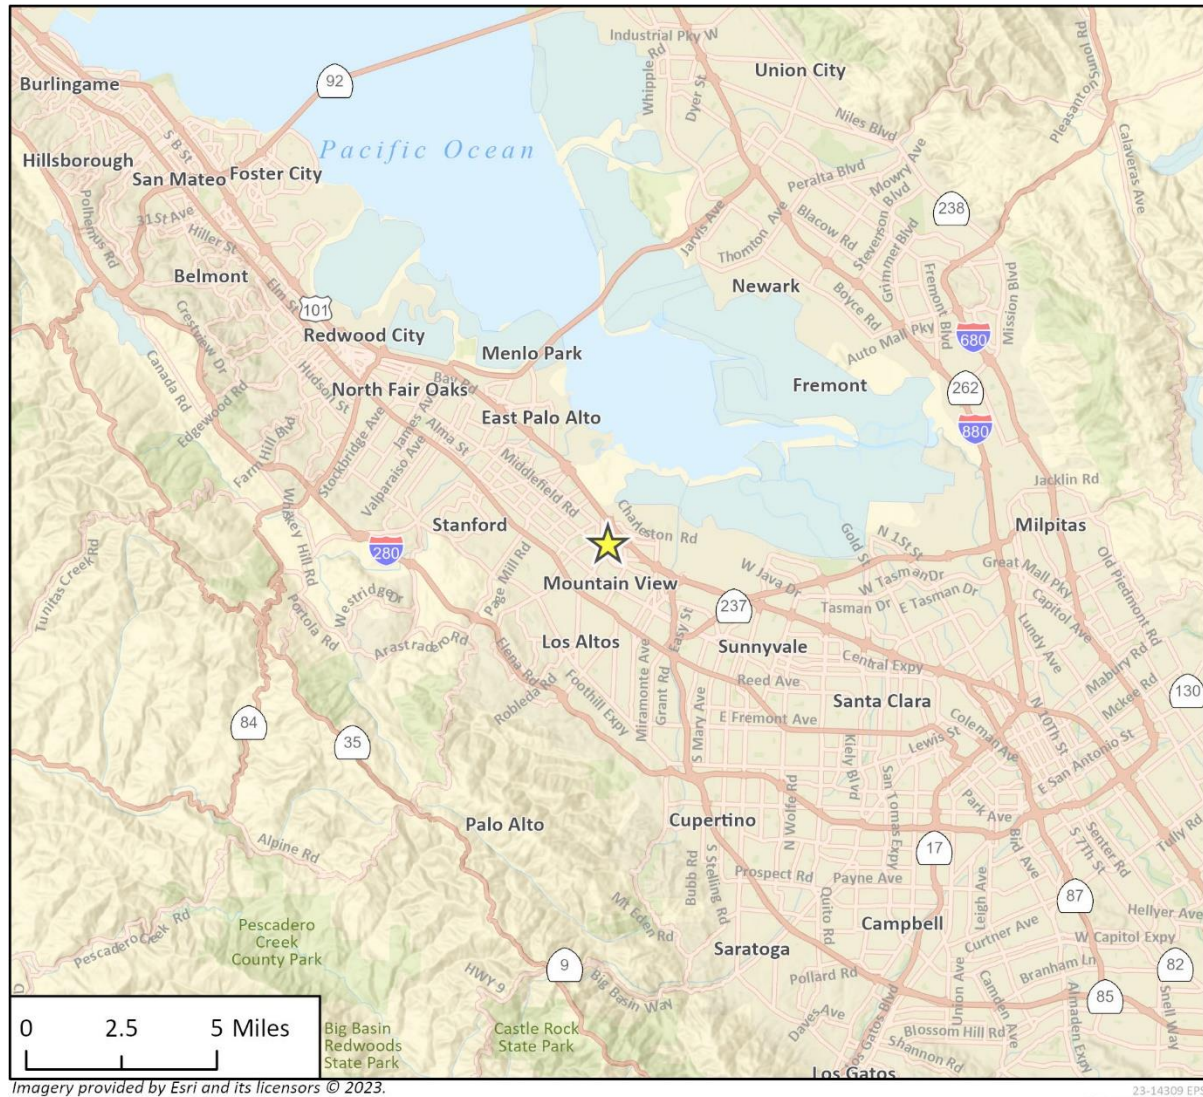 Industrial Pky W
Union City
Whipple Rd
Dyer St
Pleasanton Sunol Rd
92
Burlingame
Niles Blvd
S B St
Calaveras Ave
Pacific Ocean
Hillsborough
San Mateo
Foster City
Peralta Blvd
Mowry Ave
Polhemus Rd
31St Ave
Hiller St
Jarvis Ave
Thornton Ave
Blacow Rd
Stevenson Blvd
238
Grimmer Blvd
Belmont
Elm St
Newark
Boyce Rd
Fremont Blvd
Mission Blvd
101
Redwood City
Crestview Dr
Canada Rd
Auto Mall Pky
680
Menlo Park
Hudson St
North Fair Oaks
Bay Rd
Fremont
262
Edgewood Rd
James Ave
East Palo Alto
880
Farm Hill Blvd
Stockbridge Ave
Valparaiso Ave
Alma St
Middlefield Rd
Jacklin Rd
Whiskey Hill Rd
Stanford
Charleston Rd
Gold St
N 1St St
Milpitas
280
Tunitas Creek Rd
Page Mill Rd
Mountain View
W Java Dr
W Tasman Dr
Great Mall Pky
Old Piedmont Rd
Westridge Dr
Portola Rd
237
Tasman Dr
E Tasman Dr
Capitol Ave
Arastradero Rd
Los Altos
Easy St
Sunnyvale
Lundy Ave
Elena Rd
Central Expy
Mabury Rd
Robleda Rd
Foothill Expy
Miramonte Ave
Grant Rd
Reed Ave
Mckee Rd
130
84
35
S Mary Ave
E Fremont Ave
Santa Clara
Kiely Blvd
Lewis St
Coleman Ave
N 10Th St
E San Antonio St
San Tomas Expy
Palo Alto
Cupertino
N Wolfe Rd
Park Ave
Bird Ave
S 7Th St
Senter Rd
Tully Rd
Alpine Rd
17
Bubb Rd
S Stelling Rd
Prospect Rd
Payne Ave
Leigh Ave
87
Pescadero Creek Rd
Pescadero
Creek
County Park
Mt Eden Rd
Quito Rd
Campbell
Curtner Ave
Hellyer Ave
W Capitol Expy
Saratoga
9
HWY 9
Big Basin Way
Pollard Rd
Union Ave
Camden Ave
Branham Ln
82
Almaden Expy
85
Snell Way
0 2.5 5 Miles
Big Basin
Redwoods
State Park
Castle Rock
State Park
Daves Ave
Los Gatos Blvd
Blossom Hill Rd
Shannon Rd
Los Gatos
Imagery provided by Esri and its licensors © 2023.
23-14309 EPS